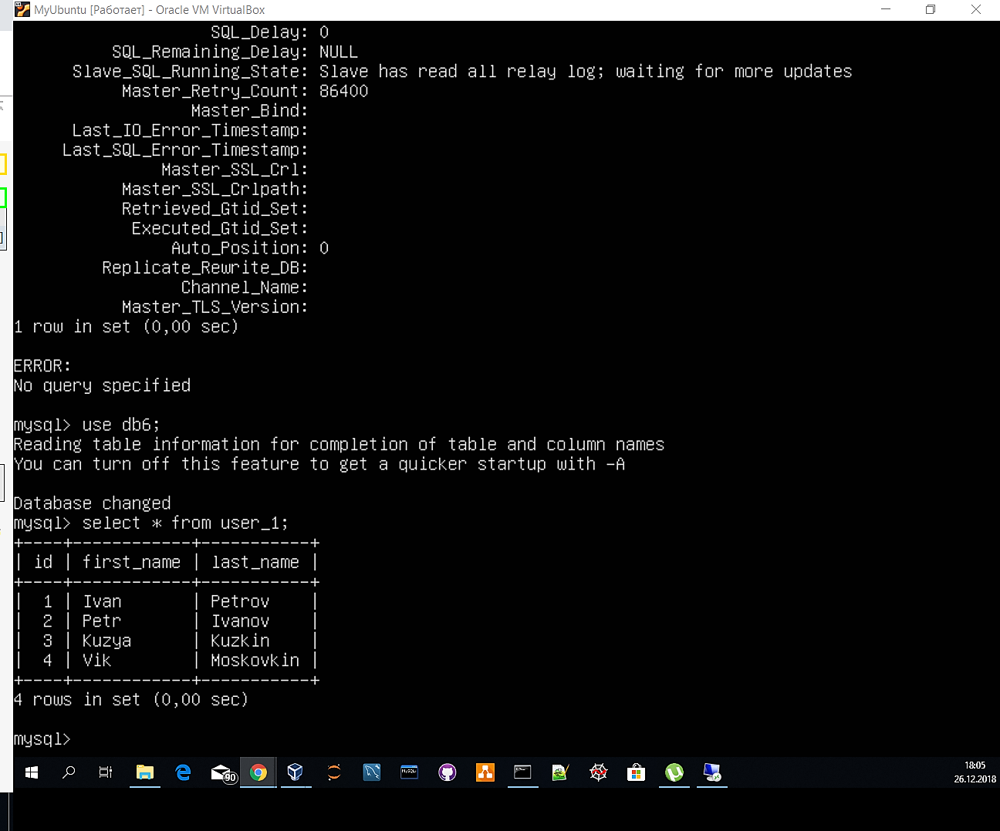 MyUbuntu [Работает] - Oracle VM VirtualBox
SQL_Delay: 0
SQL_Remaining_Delay: NULL
Slave_SQL_Running_State: Slave has read all relay log; waiting for more updates
Master_Retry_Count: 86400
Master_Bind:
Last_IO_Error_Timestamp:
Last_SQL_Error_Timestamp:
Master_SSL_Crl:
Master_SSL_Crlpath:
Retrieved_Gtid_Set:
Executed_Gtid_Set:
Auto_Position: 0
Replicate_Rewrite_DB:
Channel_Name:
Master_TLS_Version:
1 row in set (0,00 sec)
ERROR:
No query specified
mysql> use db6;
Reading table information for completion of table and column names
You can turn off this feature to get a quicker startup with -A
Database changed
mysql> select * from user_1;
+----+------------+-----------+
| id | first_name | last_name |
+----+------------+-----------+
|  1 | Ivan       | Petrov    |
|  2 | Petr       | Ivanov    |
|  3 | Kuzya      | Kuzkin    |
|  4 | Vik        | Moskovkin |
+----+------------+-----------+
4 rows in set (0,00 sec)
mysql>
90
MySQL
18:05
26.12.2018